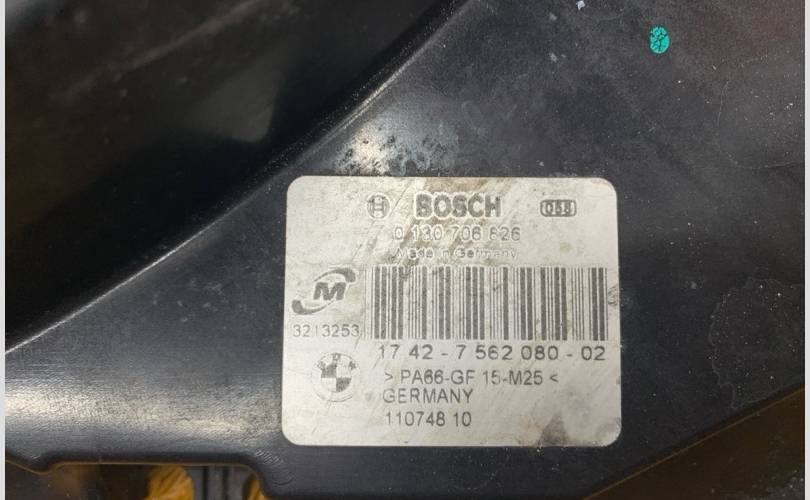 BOSCH 058
0 130 706 826
Made in Germany
M
3213253
17 42 - 7 562 080 - 02
BMW
> PA66-GF 15-M25 <
GERMANY
110748 10